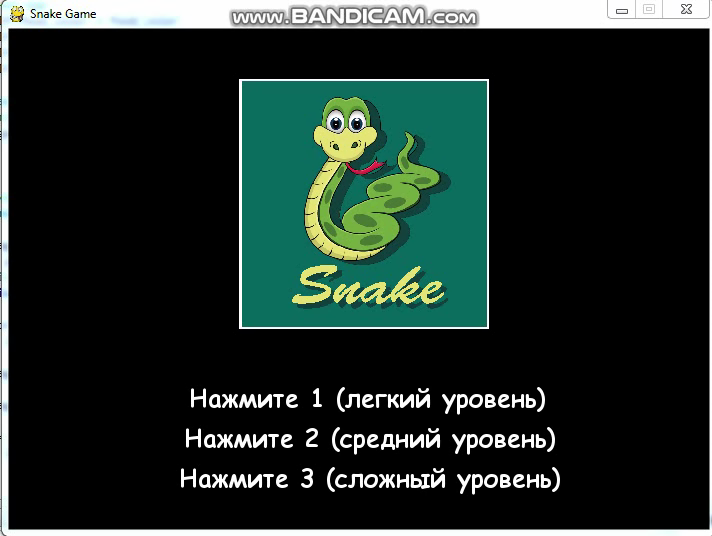 Snake Game
WWW.BANDICAM.COM
Snake
Нажмите 1 (легкий уровень)
Нажмите 2 (средний уровень)
Нажмите 3 (сложный уровень)